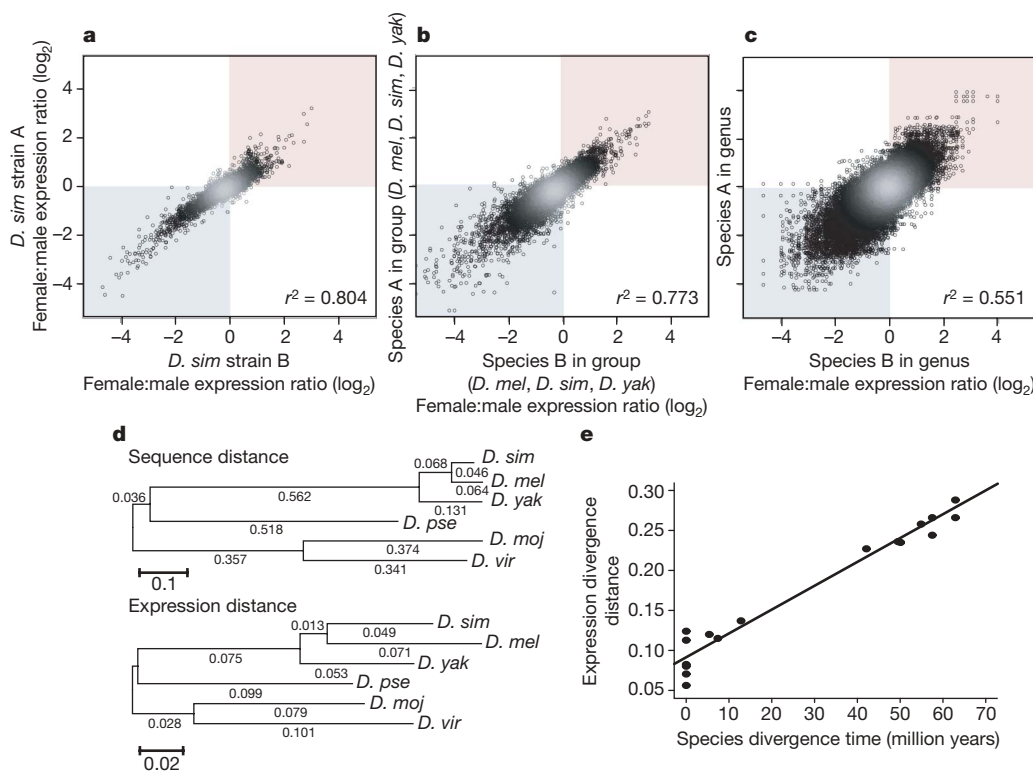 a
D. sim strain A
Female:male expression ratio (log2)
4
2
0
−2
−4
r2 = 0.804
−4 −2 0 2 4
D. sim strain B
Female:male expression ratio (log2)
b
Species A in group (D. mel, D. sim, D. yak)
r2 = 0.773
−4 −2 0 2 4
Species B in group
(D. mel, D. sim, D. yak)
Female:male expression ratio (log2)
c
Species A in genus
r2 = 0.551
−4 −2 0 2 4
Species B in genus
Female:male expression ratio (log2)
d
Sequence distance
D. sim
0.068
0.046
D. mel
0.036
0.562
0.064
D. yak
0.131
D. pse
0.518
D. moj
0.357
0.374
D. vir
0.341
0.1
Expression distance
0.013
D. sim
0.049
D. mel
0.075
0.071
D. yak
0.053
D. pse
0.099
D. moj
0.028
0.079
D. vir
0.101
0.02
e
Expression divergence
distance
0.30
0.25
0.20
0.15
0.10
0.05
0 10 20 30 40 50 60 70
Species divergence time (million years)